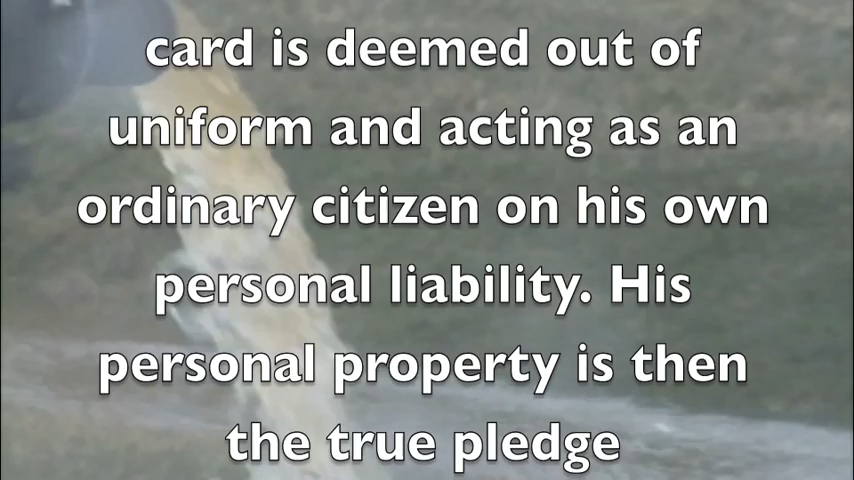 card is deemed out of
uniform and acting as an
ordinary citizen on his own
personal liability. His
personal property is then
the true pledge